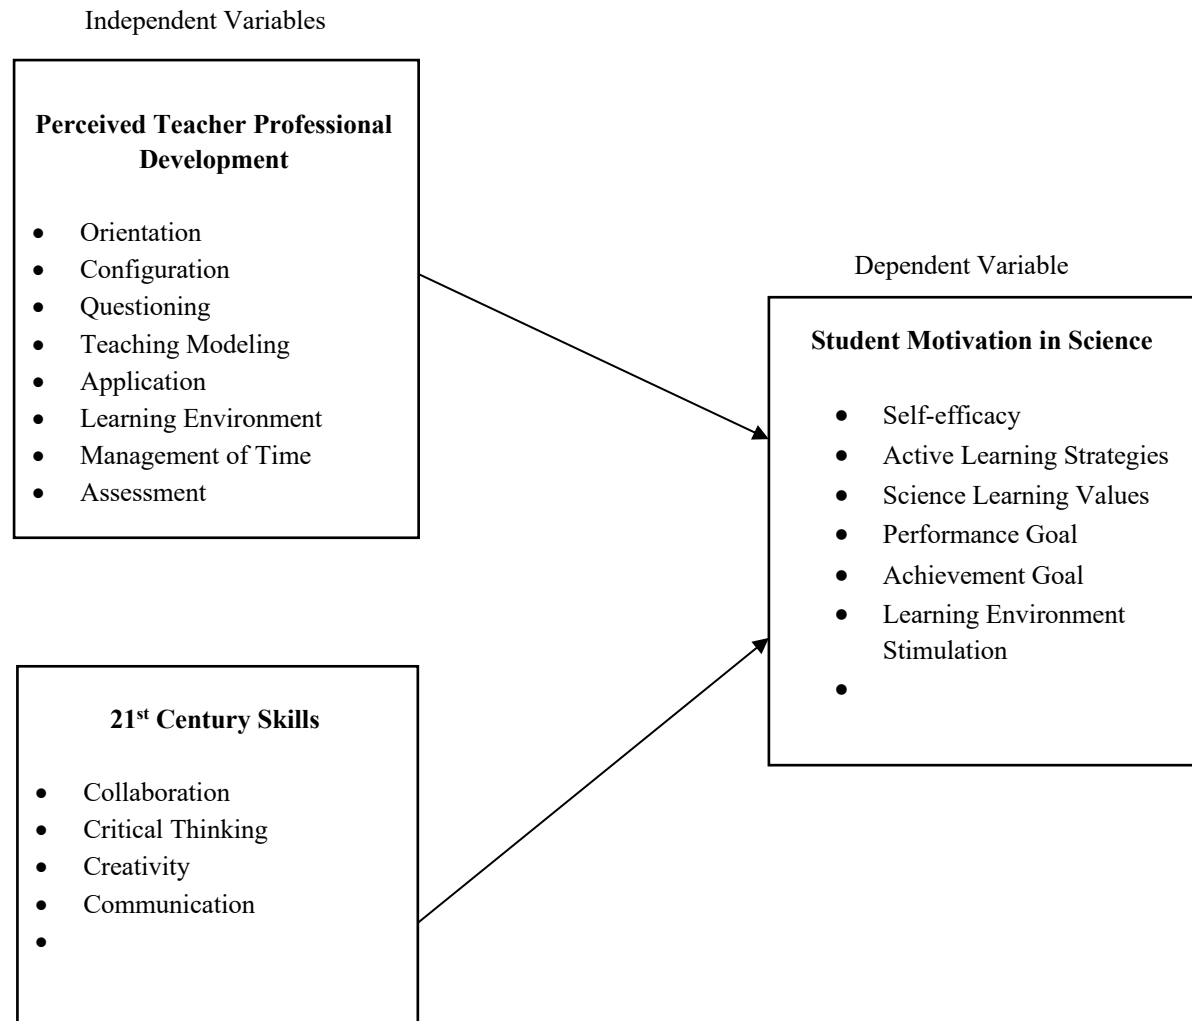 Independent Variables
Perceived Teacher Professional
Development
• Orientation
• Configuration
• Questioning
• Teaching Modeling
• Application
• Learning Environment
• Management of Time
• Assessment
Dependent Variable
Student Motivation in Science
• Self-efficacy
• Active Learning Strategies
• Science Learning Values
• Performance Goal
• Achievement Goal
• Learning Environment
Stimulation
•
21st Century Skills
• Collaboration
• Critical Thinking
• Creativity
• Communication
•